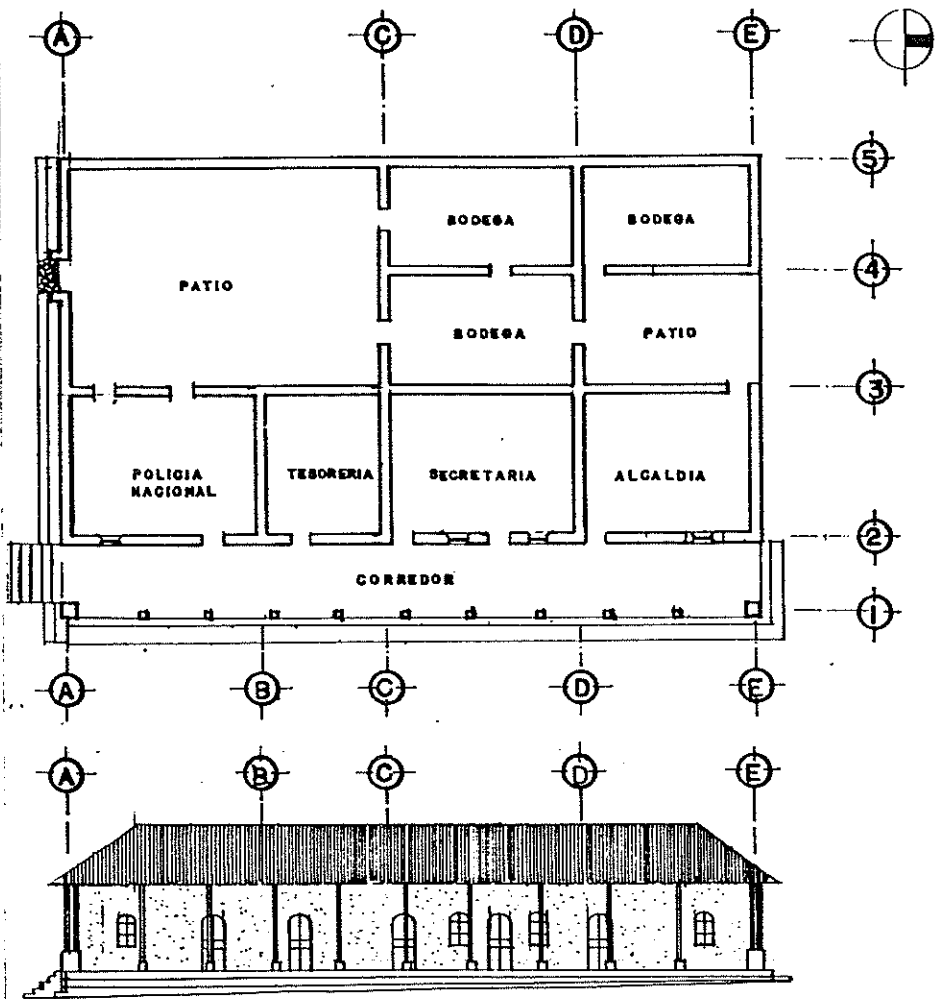 A C D E
5
BODEGA BODEGA
4
PATIO
BODEGA PATIO
3
POLICIA
NACIONAL
TESORERIA SECRETARIA ALCALDIA
2
CORREDOR
1
A B C D E
A B C D E